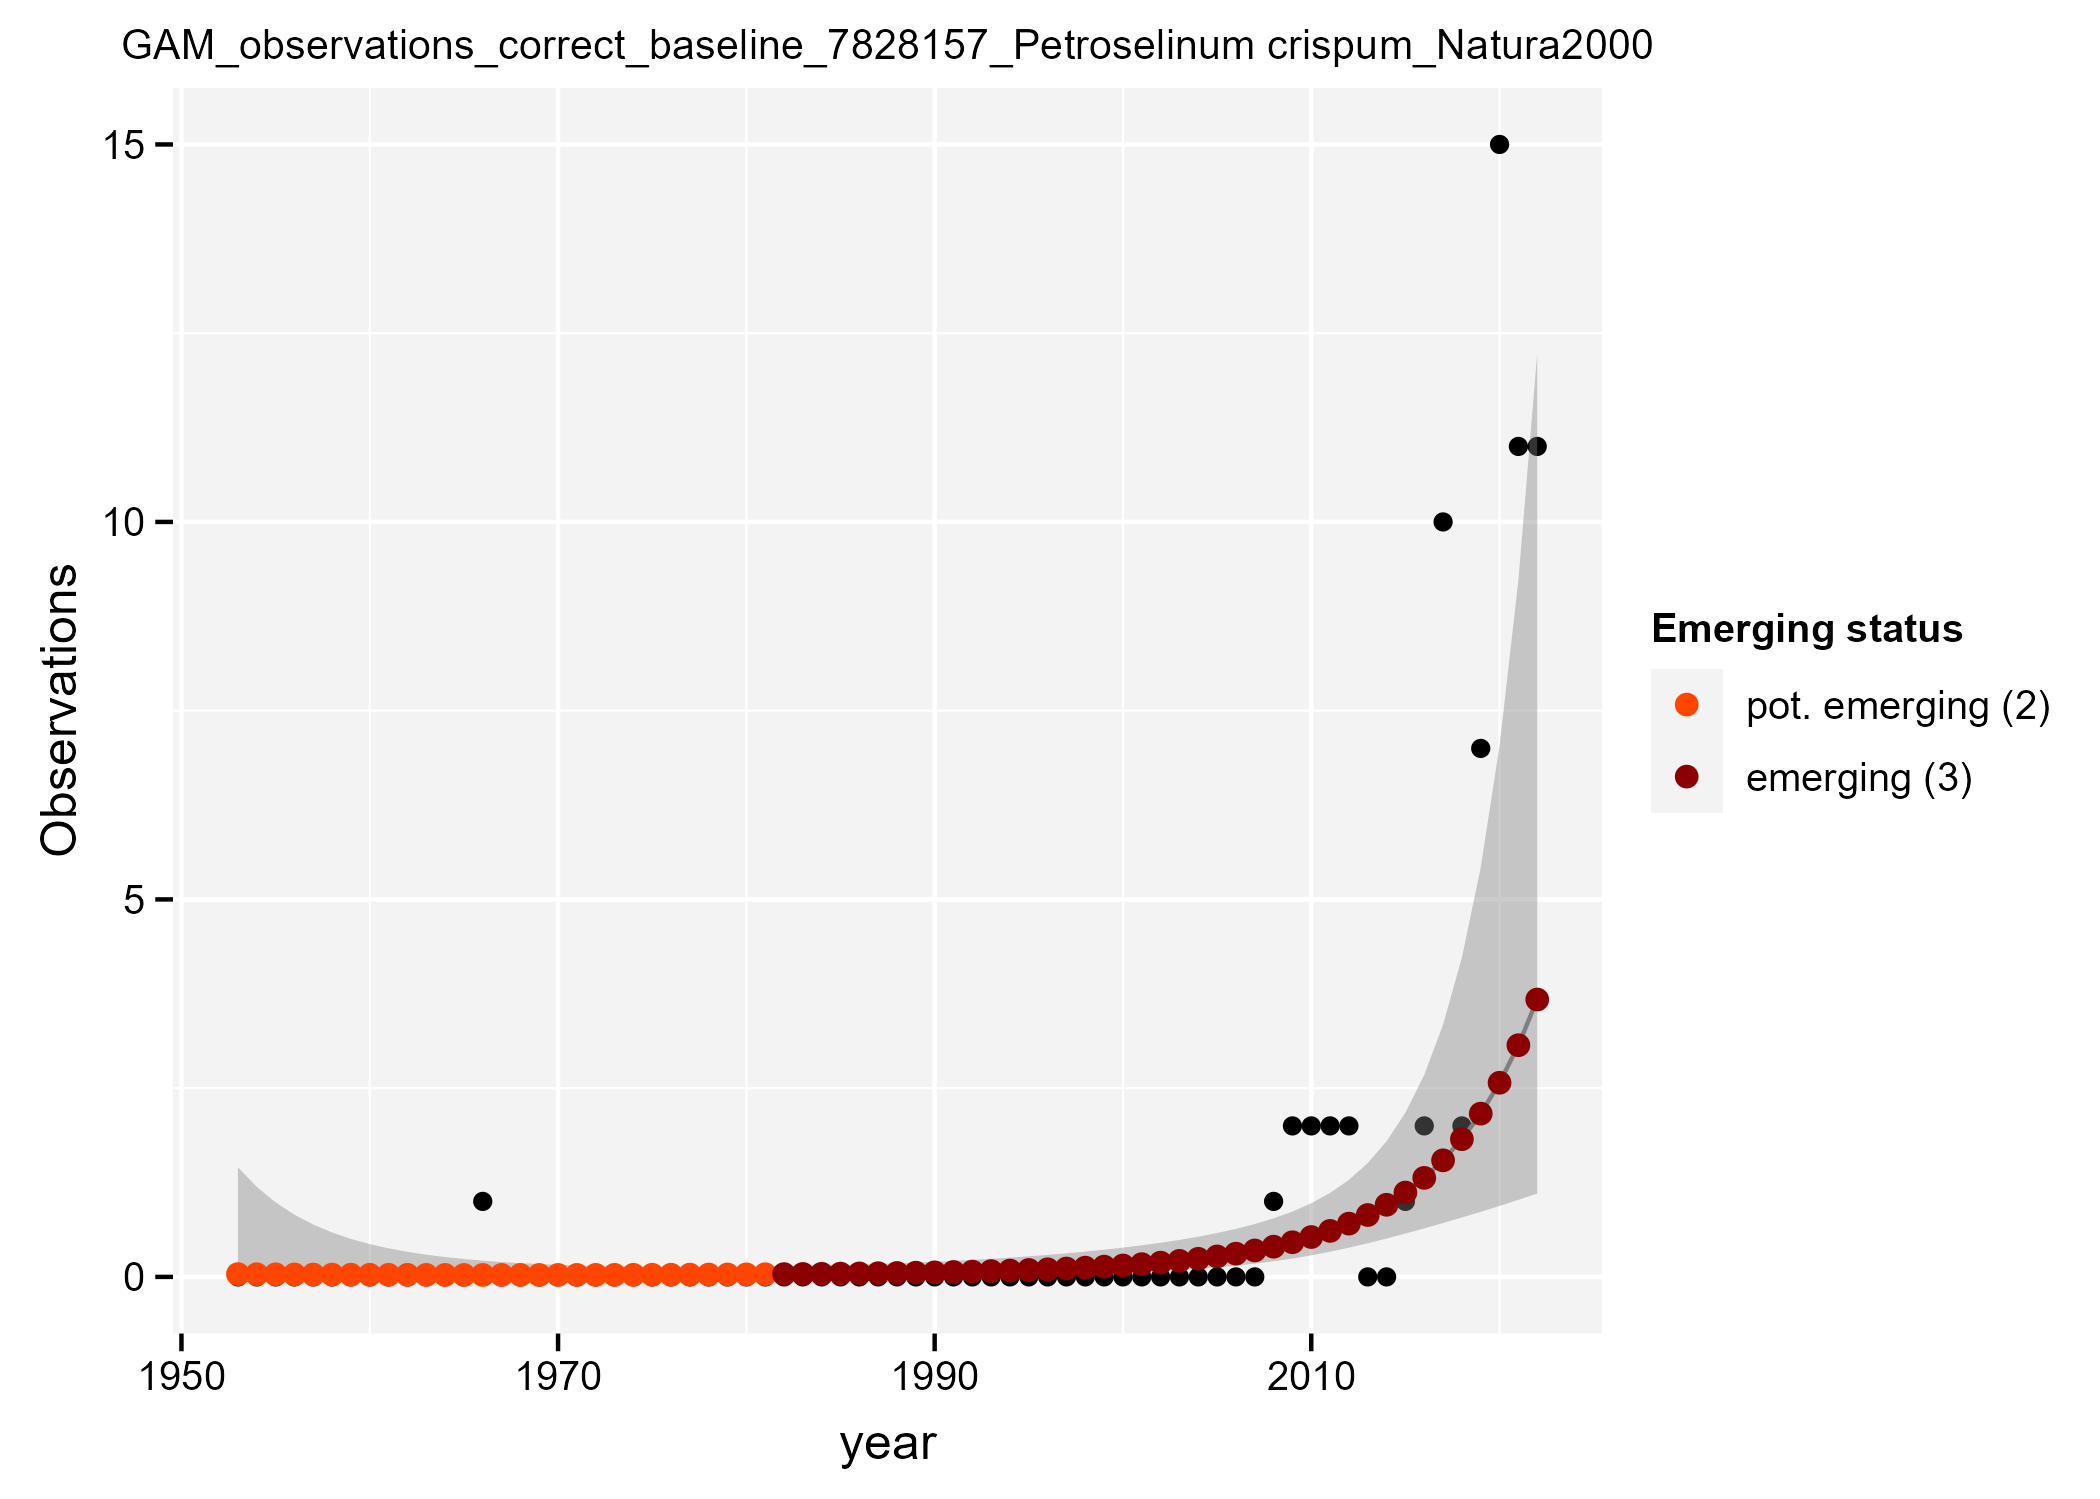 GAM_observations_correct_baseline_7828157_Petroselinum crispum_Natura2000
15
10
5
0
Observations
1950
1970
1990
2010
year
Emerging status
pot. emerging (2)
emerging (3)